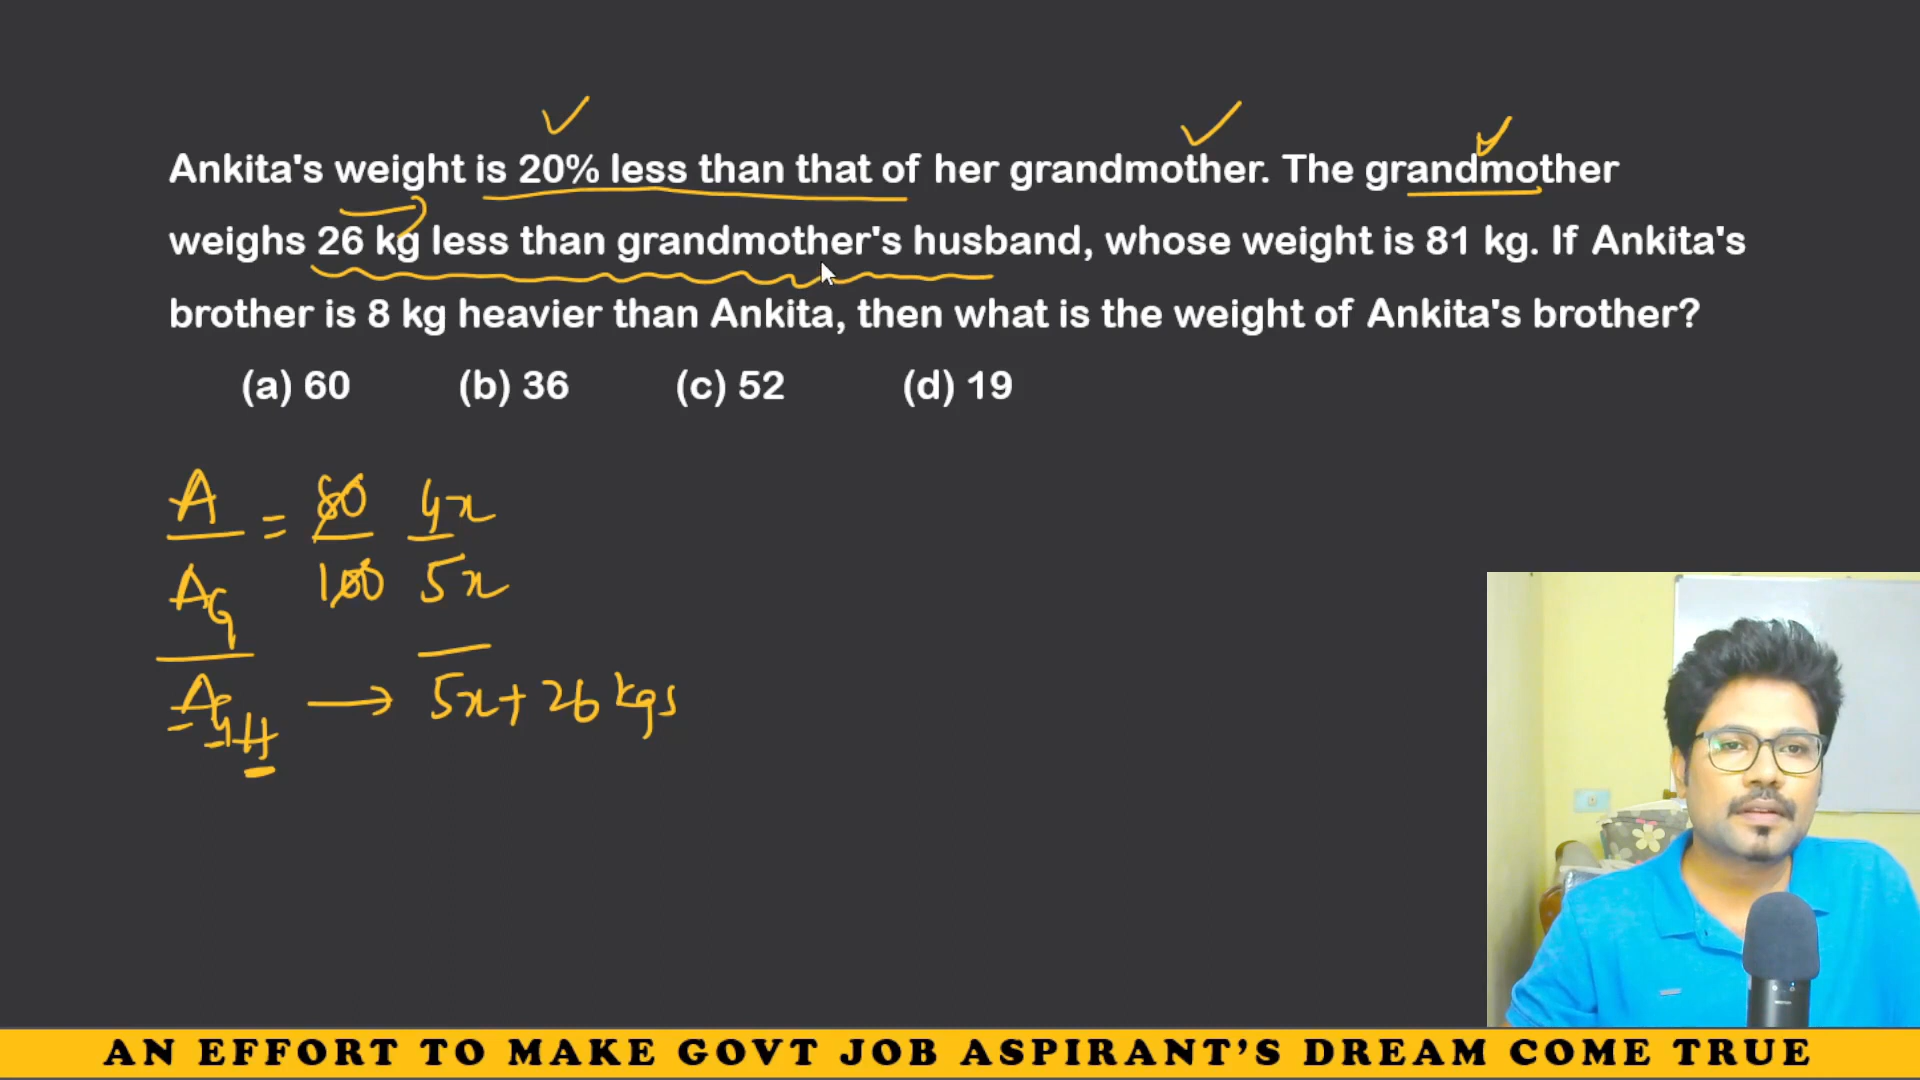 Ankita's weight is 20% less than that of her grandmother. The grandmother
weighs 26 kg less than grandmother's husband, whose weight is 81 kg. If Ankita's
brother is 8 kg heavier than Ankita, then what is the weight of Ankita's brother?
(a) 60 (b) 36 (c) 52 (d) 19
A = 80 4x
AG 100 5x
AGH → 5x + 26 kgs
AN EFFORT TO MAKE GOVT JOB ASPIRANT’S DREAM COME TRUE